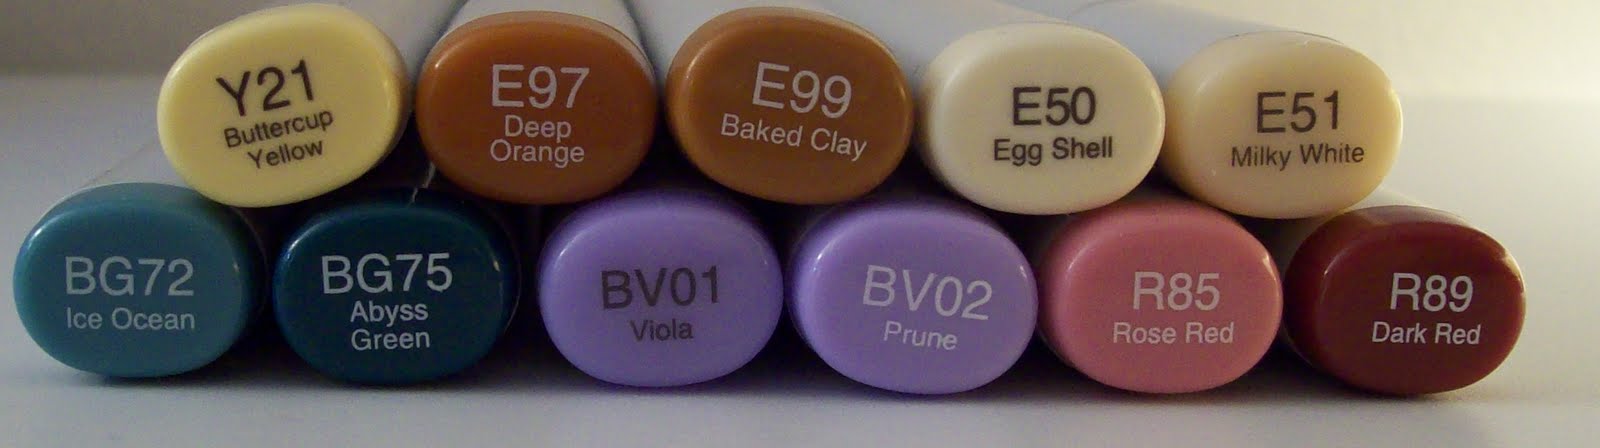 Y21
Buttercup
Yellow
E97
Deep
Orange
E99
Baked Clay
E50
Egg Shell
E51
Milky White
BG72
Ice Ocean
BG75
Abyss
Green
BV01
Viola
BV02
Prune
R85
Rose Red
R89
Dark Red